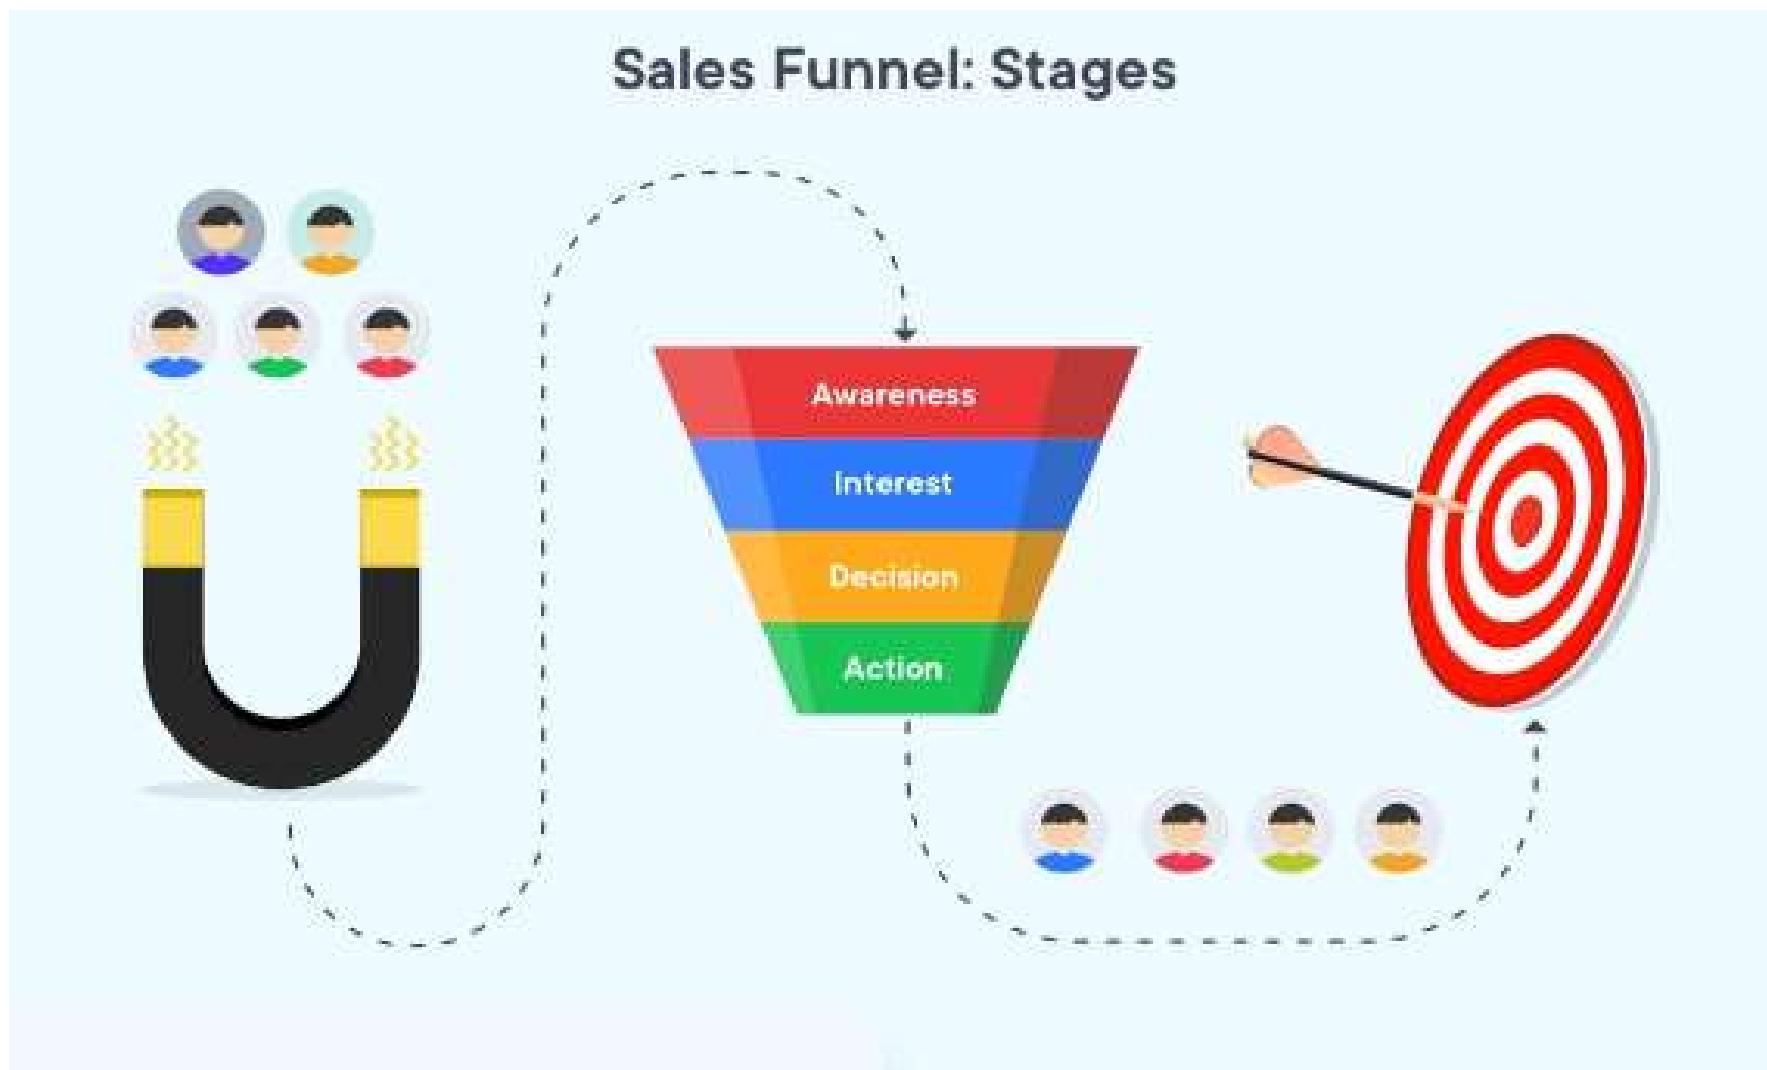 Sales Funnel: Stages
Awareness
Interest
Decision
Action